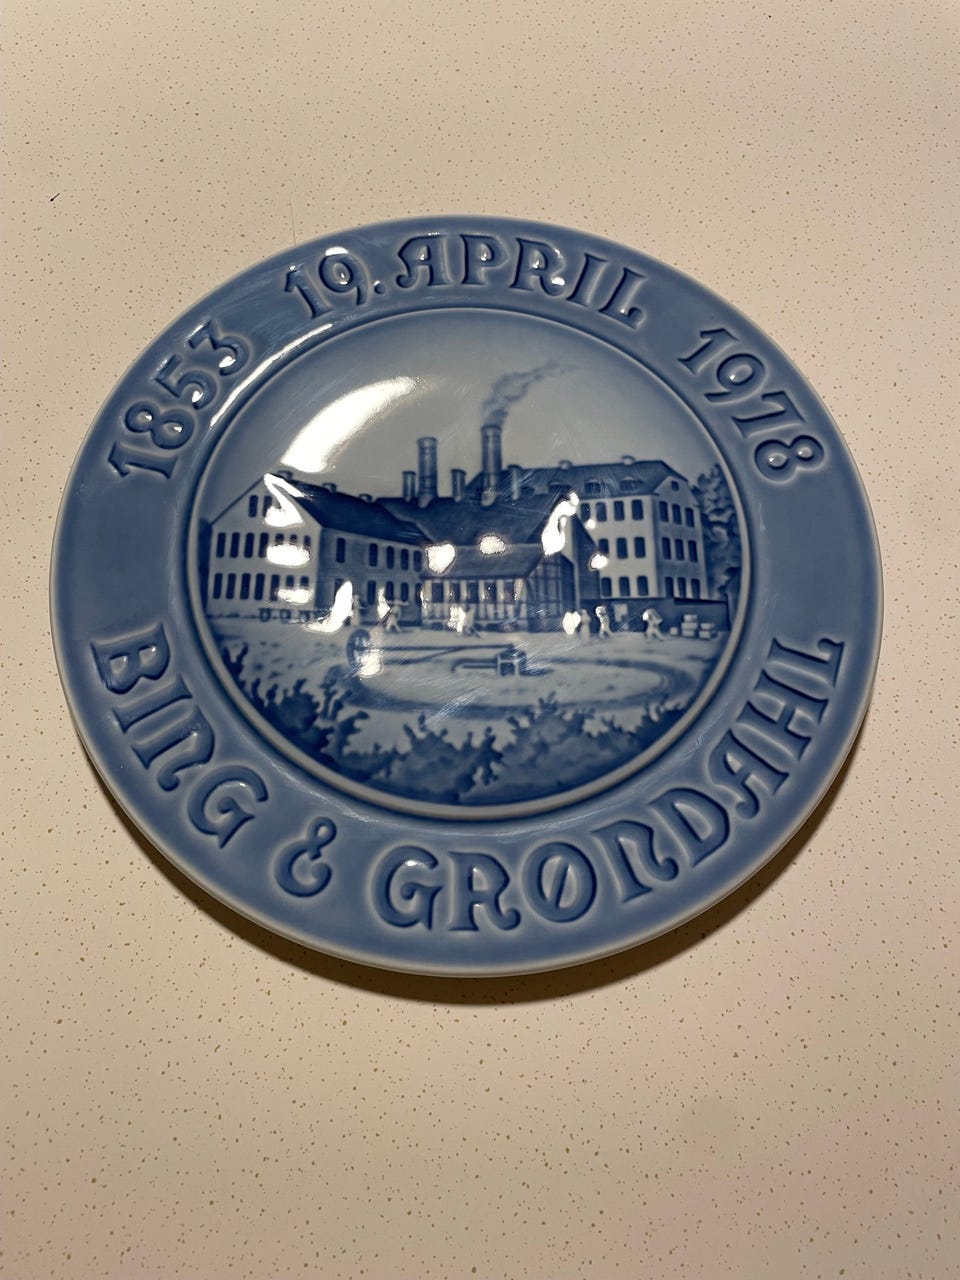 1853 19. APRIL 1978
BING & GRØNDAHL